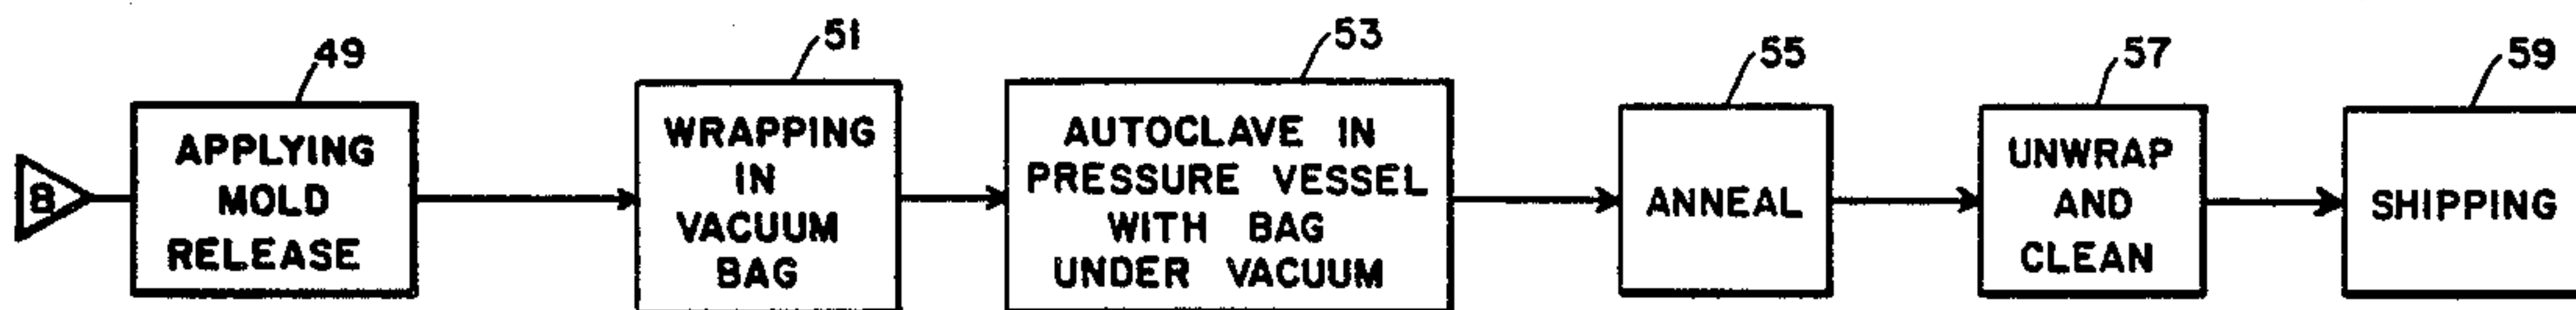 49
51
53
55
57
59
B
APPLYING
MOLD
RELEASE
WRAPPING
IN
VACUUM
BAG
AUTOCLAVE IN
PRESSURE VESSEL
WITH BAG
UNDER VACUUM
ANNEAL
UNWRAP
AND
CLEAN
SHIPPING